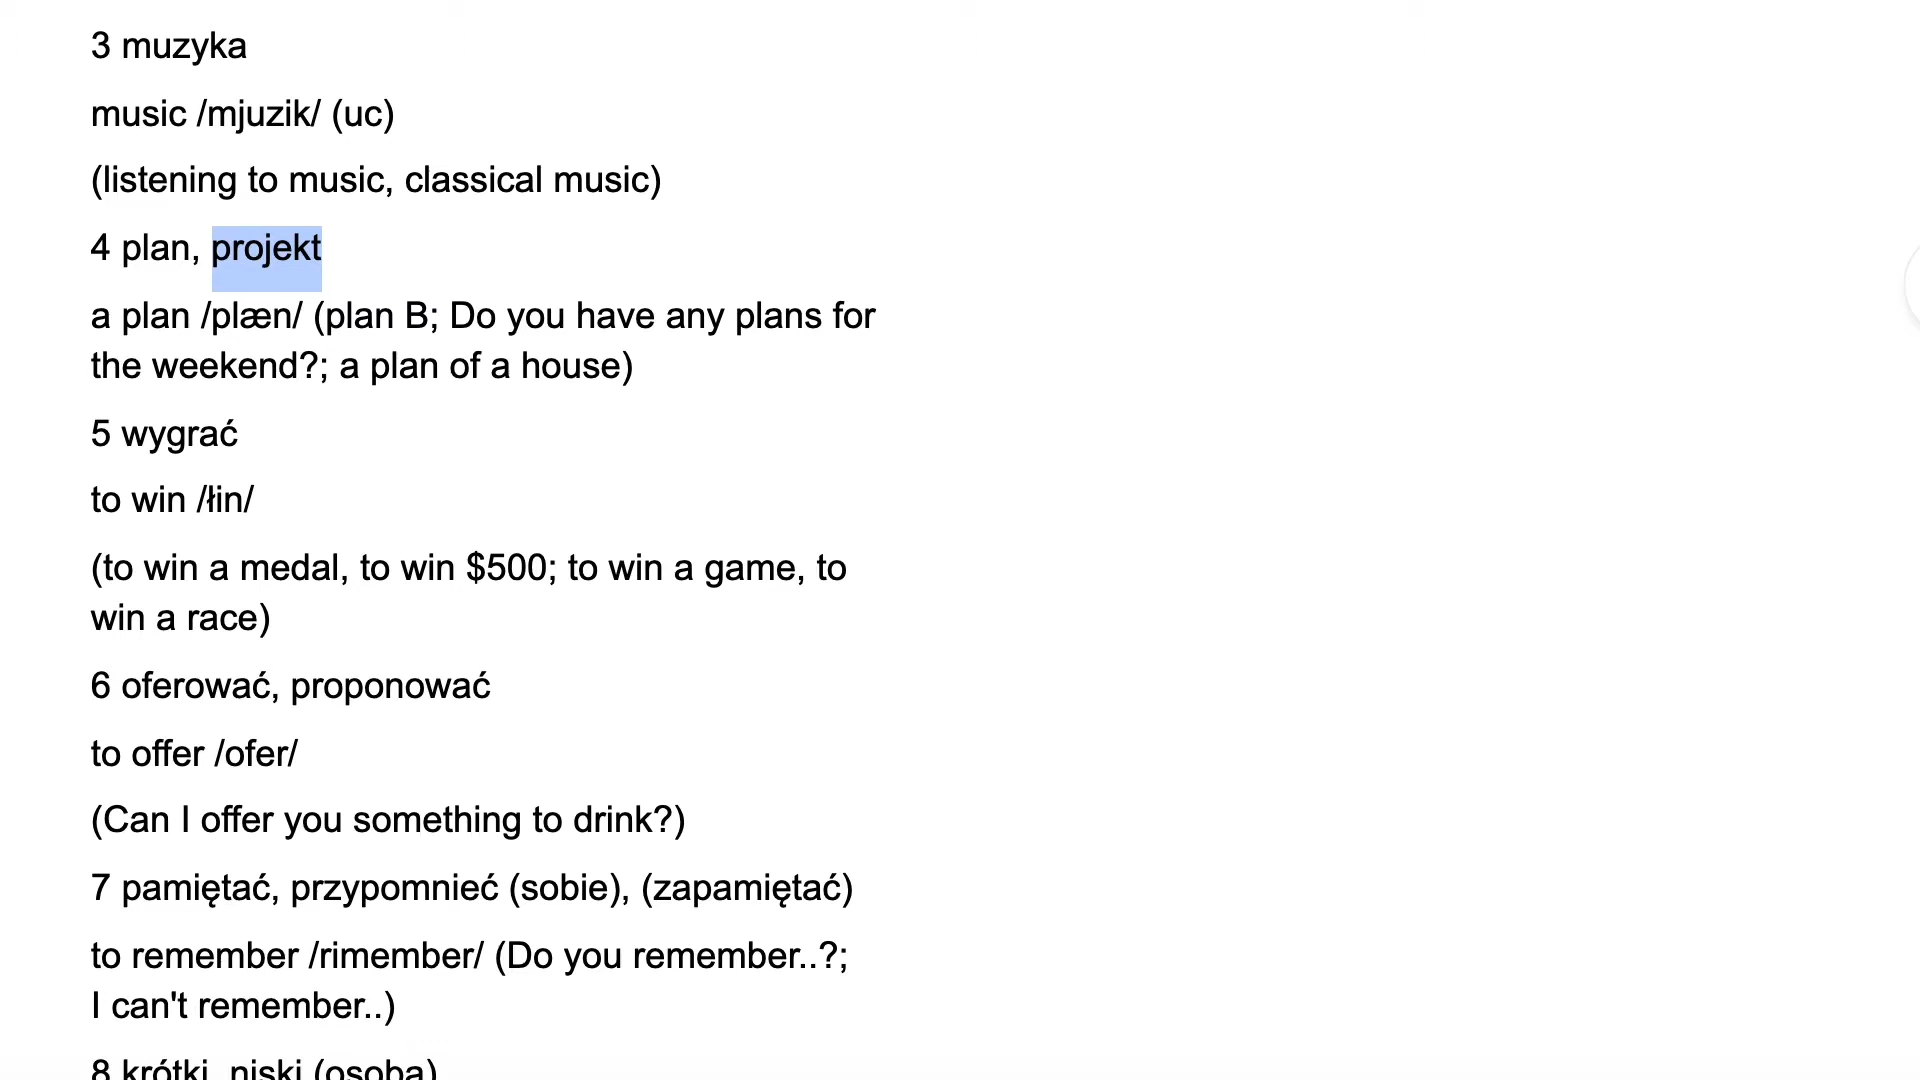 3 muzyka
music /mjuzik/ (uc)
(listening to music, classical music)
4 plan, projekt
a plan /plæn/ (plan B; Do you have any plans for
the weekend?; a plan of a house)
5 wygrać
to win /łin/
(to win a medal, to win $500; to win a game, to
win a race)
6 oferować, proponować
to offer /ofer/
(Can I offer you something to drink?)
7 pamiętać, przypomnieć (sobie), (zapamiętać)
to remember /rimember/ (Do you remember..?;
I can't remember..)
8 krótki, niski (osoba)